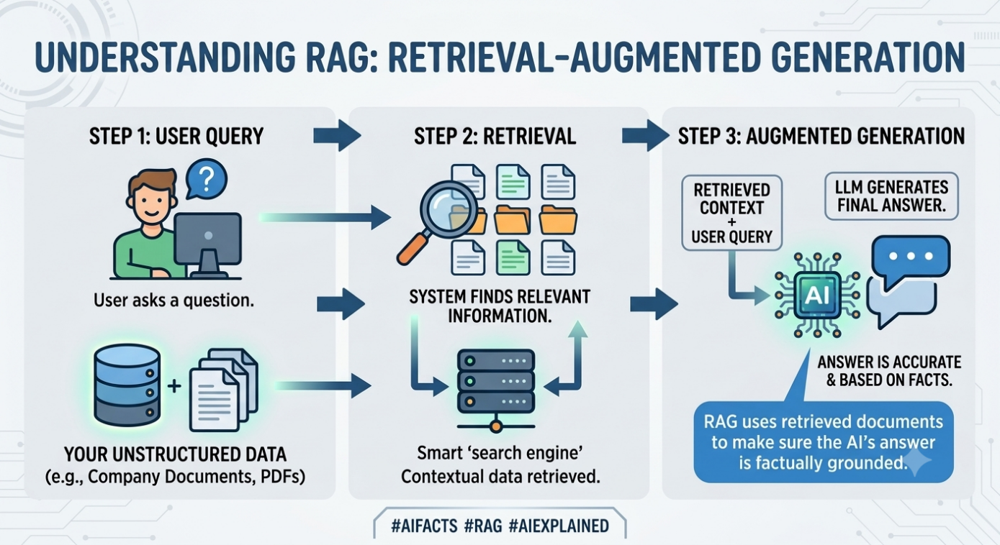 UNDERSTANDING RAG: RETRIEVAL-AUGMENTED GENERATION
STEP 1: USER QUERY
?
User asks a question.
+
YOUR UNSTRUCTURED DATA
(e.g., Company Documents, PDFs)
STEP 2: RETRIEVAL
SYSTEM FINDS RELEVANT
INFORMATION.
Smart ‘search engine’
Contextual data retrieved.
STEP 3: AUGMENTED GENERATION
RETRIEVED
CONTEXT
+
USER QUERY
LLM GENERATES
FINAL ANSWER.
AI
ANSWER IS ACCURATE
& BASED ON FACTS.
RAG uses retrieved documents
to make sure the AI’s answer
is factually grounded.
#AIFACTS #RAG #AIEXPLAINED